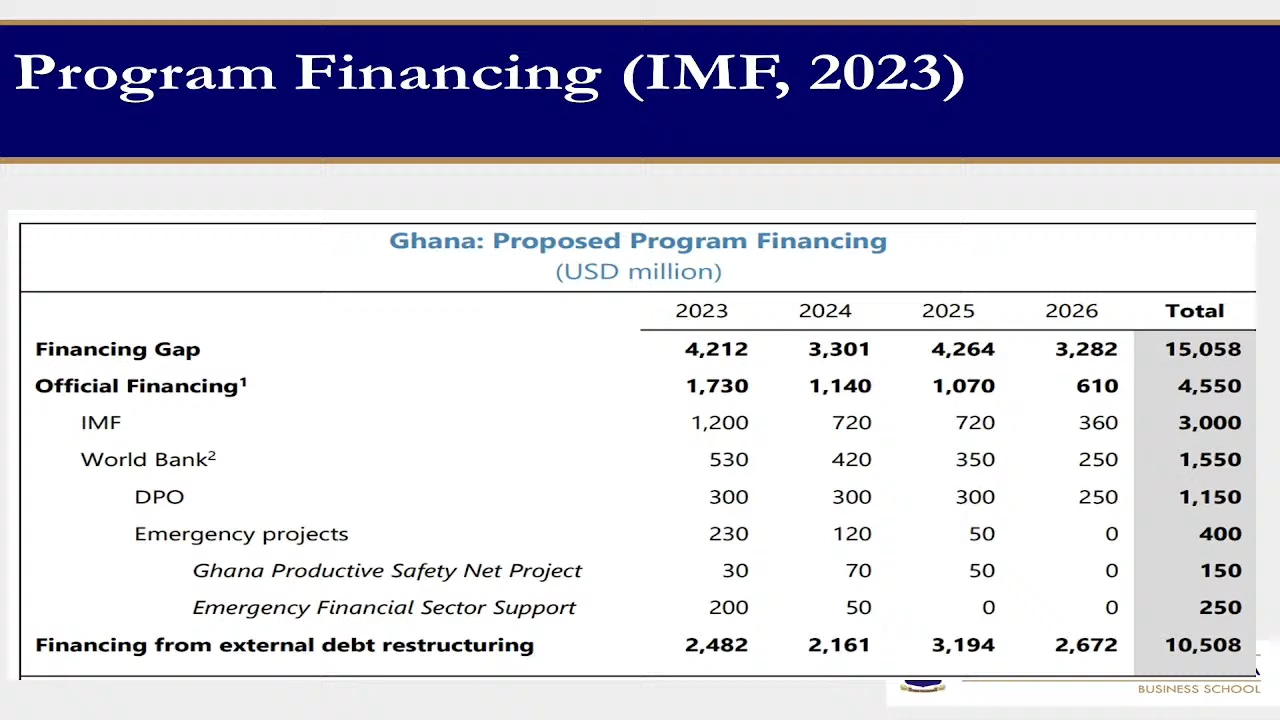 Program Financing (IMF, 2023)
Ghana: Proposed Program Financing
(USD million)
2023 2024 2025 2026 Total
Financing Gap 4,212 3,301 4,264 3,282 15,058
Official Financing¹ 1,730 1,140 1,070 610 4,550
IMF 1,200 720 720 360 3,000
World Bank² 530 420 350 250 1,550
DPO 300 300 300 250 1,150
Emergency projects 230 120 50 0 400
Ghana Productive Safety Net Project 30 70 50 0 150
Emergency Financial Sector Support 200 50 0 0 250
Financing from external debt restructuring 2,482 2,161 3,194 2,672 10,508
BUSINESS SCHOOL